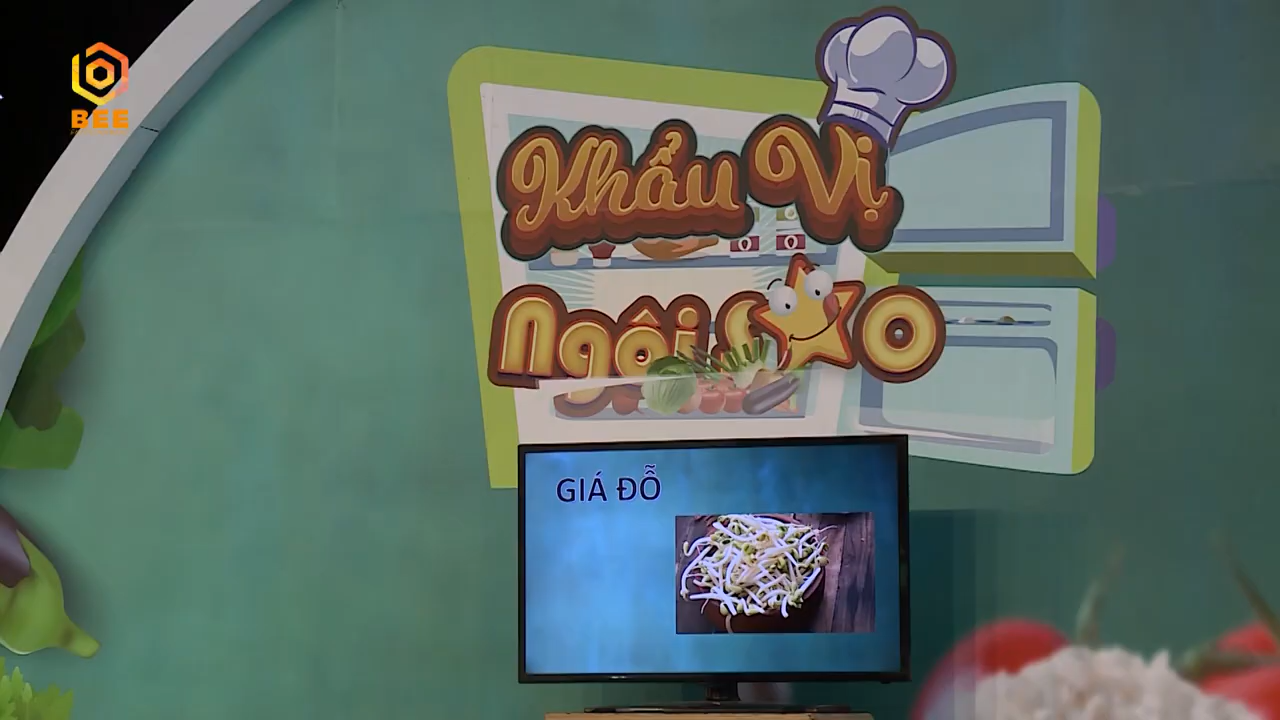 BEE
Khẩu Vị
Ngôi SAO
GIÁ ĐỖ